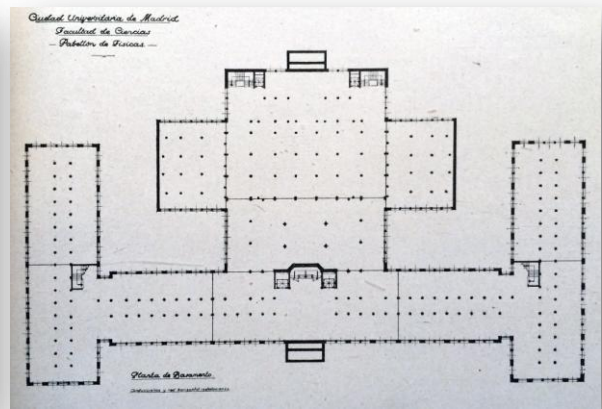 Ciudad Universitaria de Madrid
Facultad de Ciencias
- Pabellón de Físicas -
Planta de Basamento.